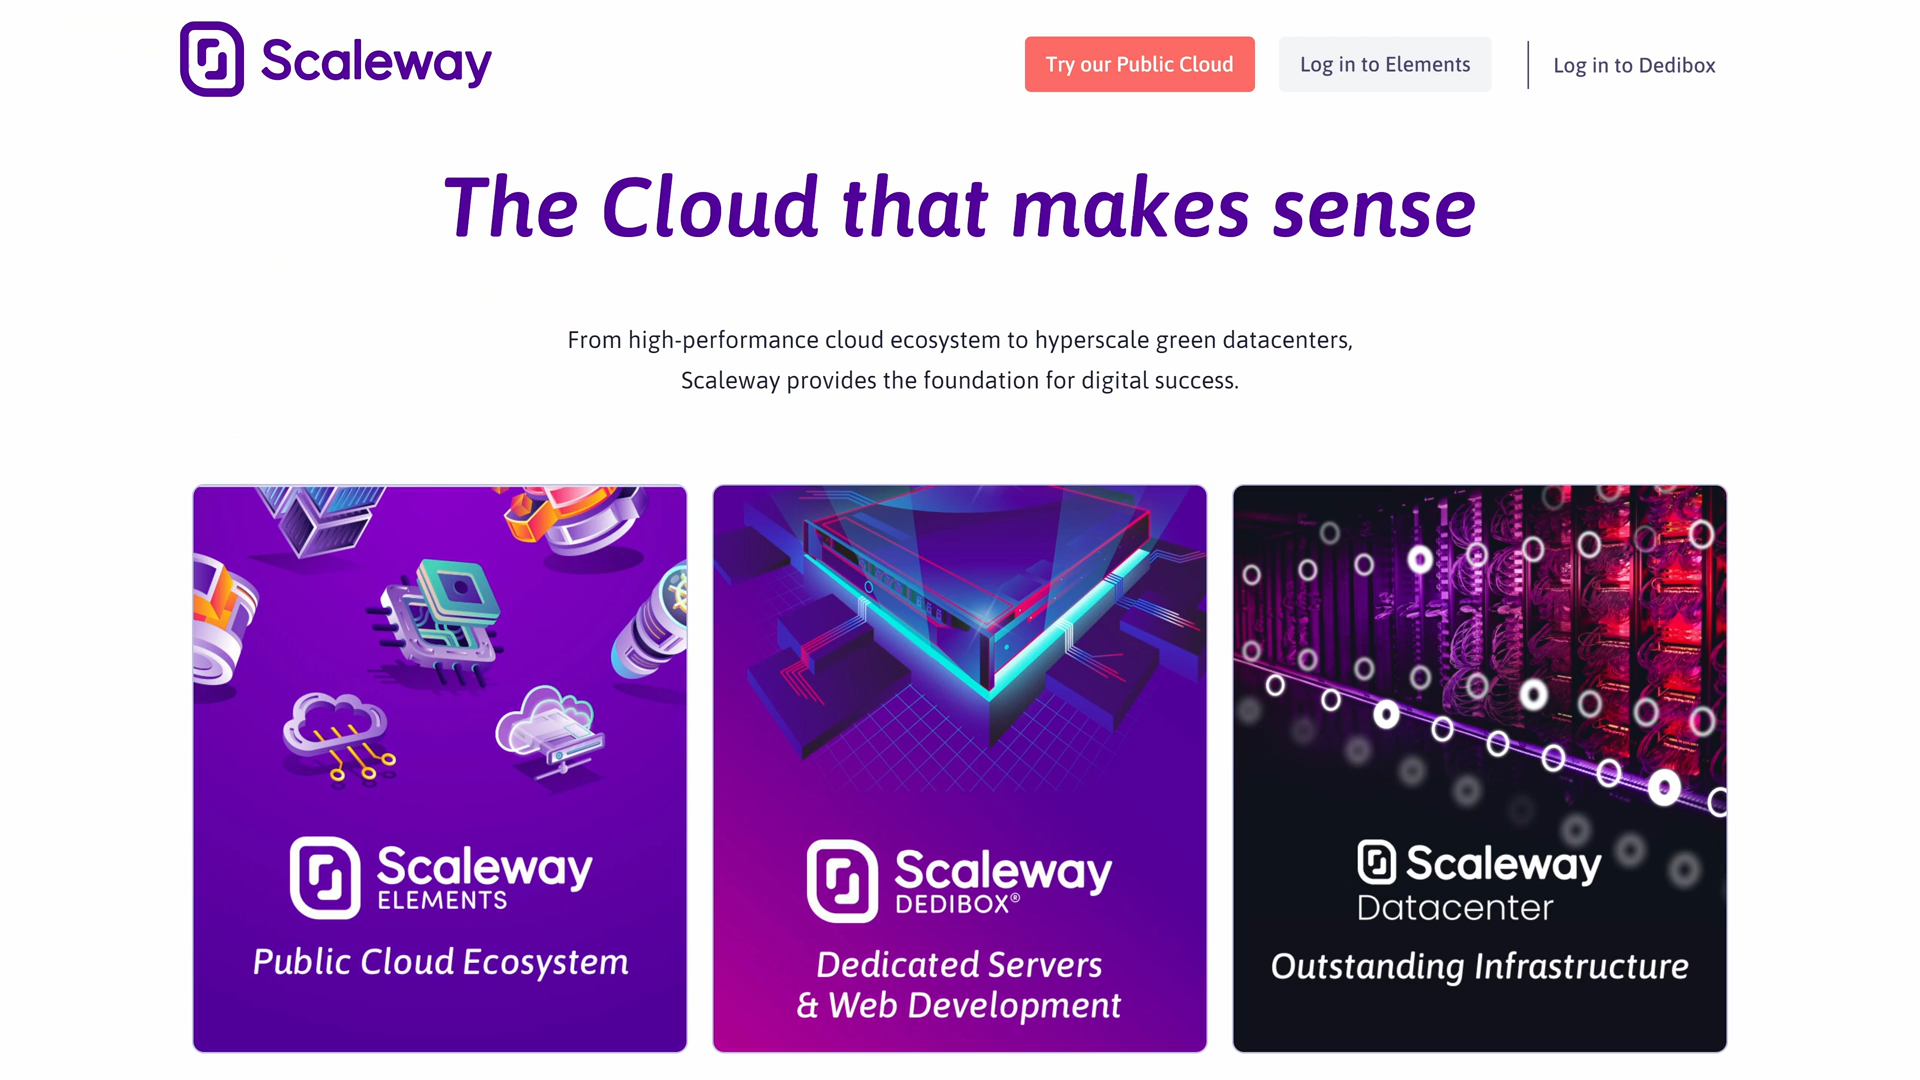 Scaleway
Try our Public Cloud
Log in to Elements
Log in to Dedibox
The Cloud that makes sense
From high-performance cloud ecosystem to hyperscale green datacenters,
Scaleway provides the foundation for digital success.
Scaleway
ELEMENTS
Public Cloud Ecosystem
Scaleway
DEDIBOX®
Dedicated Servers
& Web Development
Scaleway
Datacenter
Outstanding Infrastructure